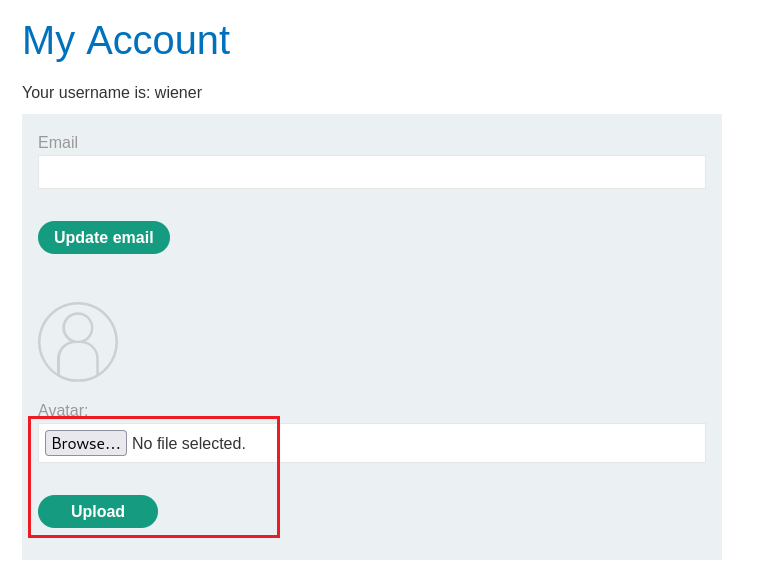 My Account
Your username is: wiener
Email
Update email
Avatar:
Browse... No file selected.
Upload